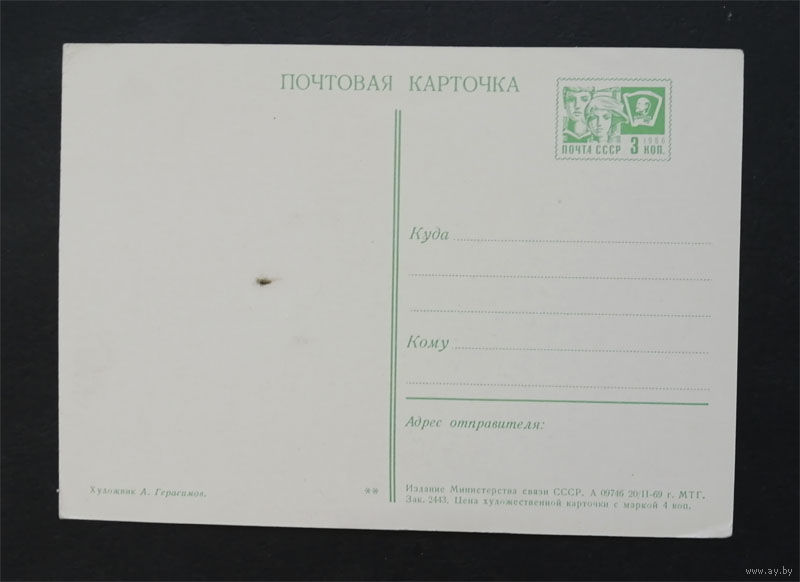 ПОЧТОВАЯ КАРТОЧКА
ПОЧТА СССР 3 КОП.
1966
Куда
Кому
Адрес отправителя:
Художник А. Герасимов.
**
Издание Министерства связи СССР. А 09746 20/II-69 г. МТГ.
Зак. 2443. Цена художественной карточки с маркой 4 коп.
www.ay.by